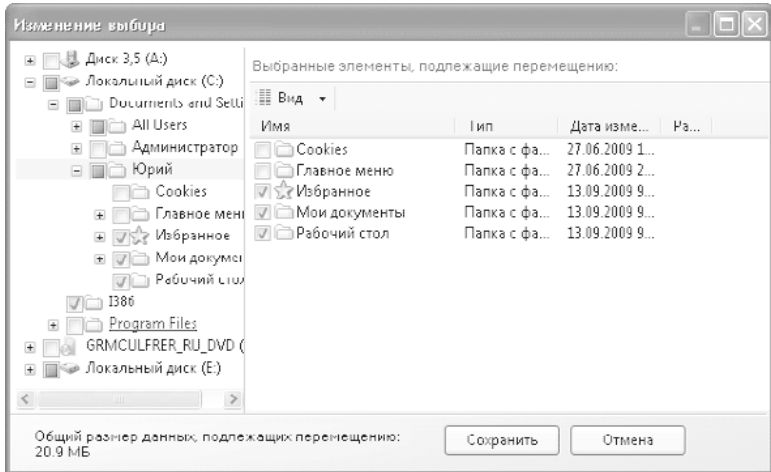 Изменение выбора
Диск 3,5 (A:)
Локальный диск (C:)
Documents and Setti
All Users
Администратор
Юрий
Cookies
Главное мен
Избранное
Мои докумен
Рабочий стол
I386
Program Files
GRMCULFRER_RU_DVD (
Локальный диск (E:)
Выбранные элементы, подлежащие перемещению:
Вид
Имя Тип Дата изме... Ра...
Cookies Папка с фа... 27.06.2009 1...
Главное меню Папка с фа... 27.06.2009 2...
Избранное Папка с фа... 13.09.2009 9...
Мои документы Папка с фа... 13.09.2009 9...
Рабочий стол Папка с фа... 13.09.2009 9...
Общий размер данных, подлежащих перемещению:
20.9 МБ
Сохранить Отмена